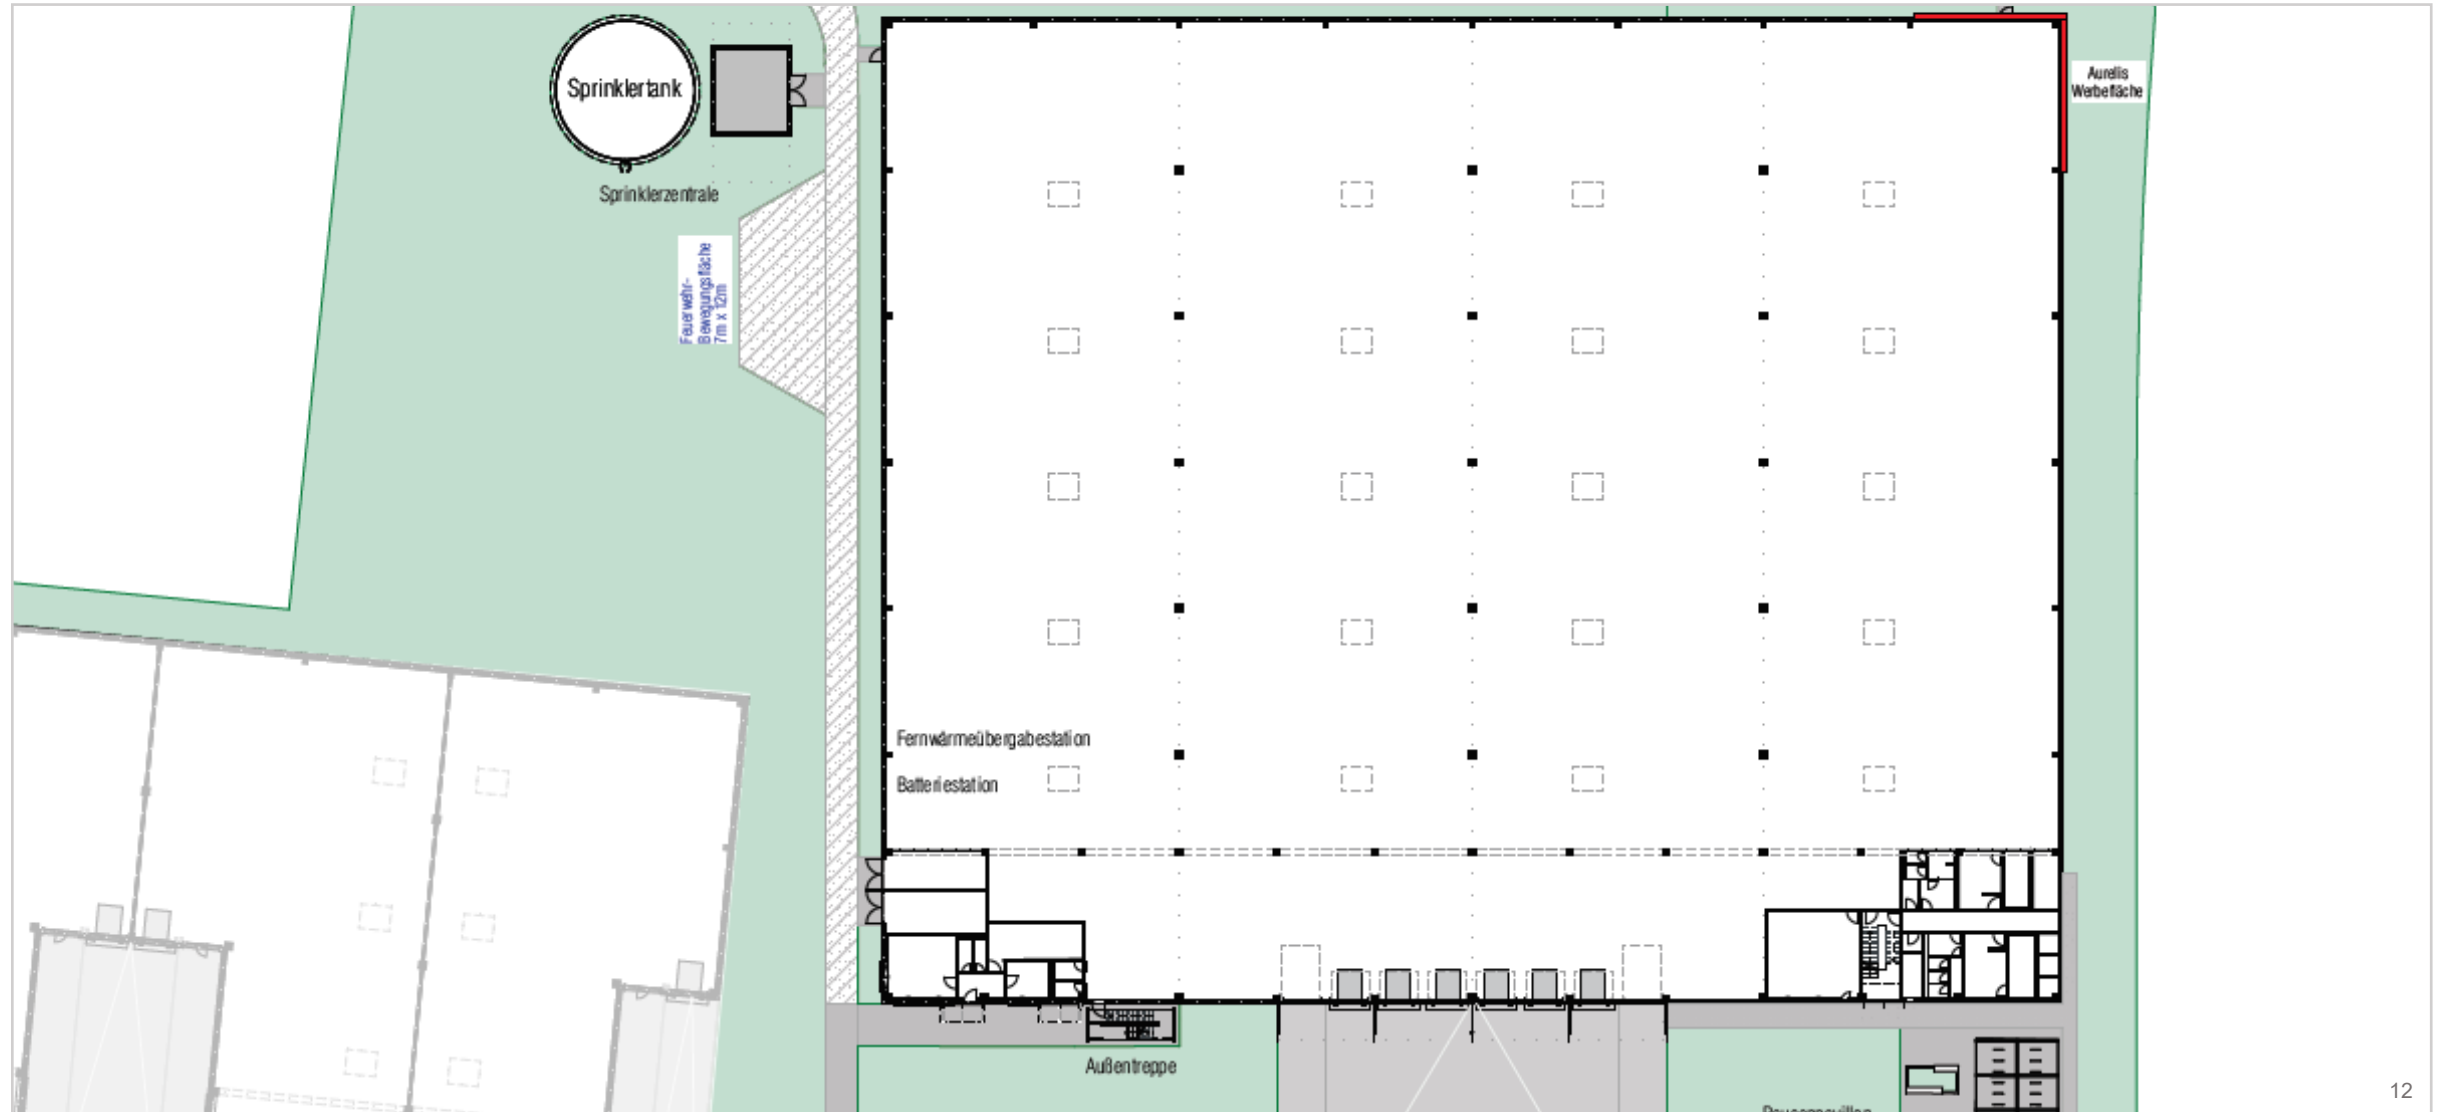 Sprinklertank
Aurelis
Werbefläche
Sprinklerzentrale
Feuerwehr-
Bewegungsfläche
7m x 12m
Fernwärmeübergabestation
Batteriestation
Außentreppe
12